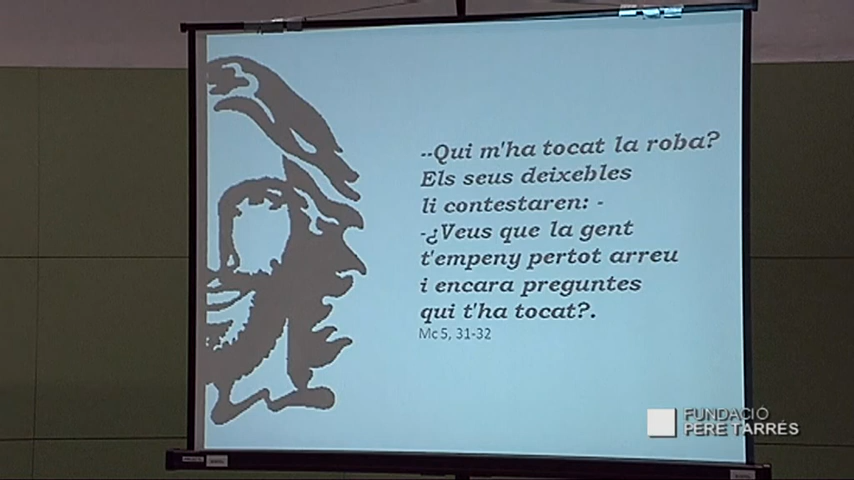 --Qui m'ha tocat la roba?
Els seus deixebles
li contestaren: -
-¿Veus que la gent
t'empeny pertot arreu
i encara preguntes
qui t'ha tocat?.
Mc 5, 31-32
FUNDACIÓ
PERE TARRÉS